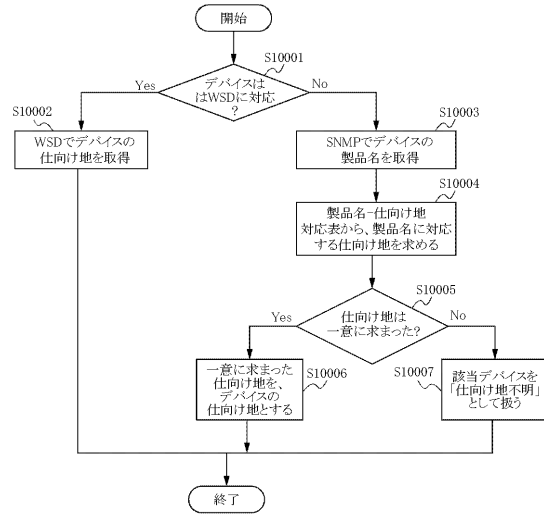 開始
S10001
デバイスは
はWSDに対応
?
Yes
No
S10002
WSDでデバイスの
仕向け地を取得
S10003
SNMPでデバイスの
製品名を取得
S10004
製品名-仕向け地
対応表から、製品名に対応
する仕向け地を求める
S10005
仕向け地は
一意に求まった?
Yes
No
S10006
一意に求まった
仕向け地を、
デバイスの
仕向け地とする
S10007
該当デバイスを
「仕向け地不明」
として扱う
終了